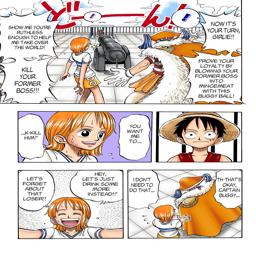 ど ー ん!!
NOW IT'S
YOUR TURN,
GIRLIE!!
PROVE YOUR
LOYALTY BY
BLOWING YOUR
FORMER BOSS
INTO
MINCEMEAT
WITH THIS
BUGGY BALL!
SHOW ME YOU'RE
RUTHLESS
ENOUGH TO HELP
ME TAKE OVER
THE WORLD!
KILL
YOUR
FORMER
BOSS!!!
YOU
WANT
ME
TO...
...KILL
HIM?
TH-THAT'S
OKAY,
CAPTAIN
BUGGY...
I DON'T
NEED TO
DO THAT...
HEY,
LET'S JUST
DRINK SOME
MORE
INSTEAD!
LET'S
FORGET
ABOUT
THAT
LOSER!!